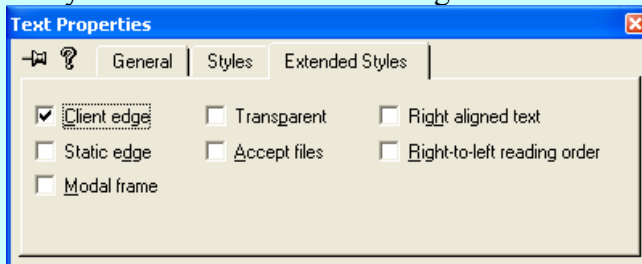 Text Properties
? General Styles Extended Styles
Client edge Transparent Right aligned text
Static edge Accept files Right-to-left reading order
Modal frame